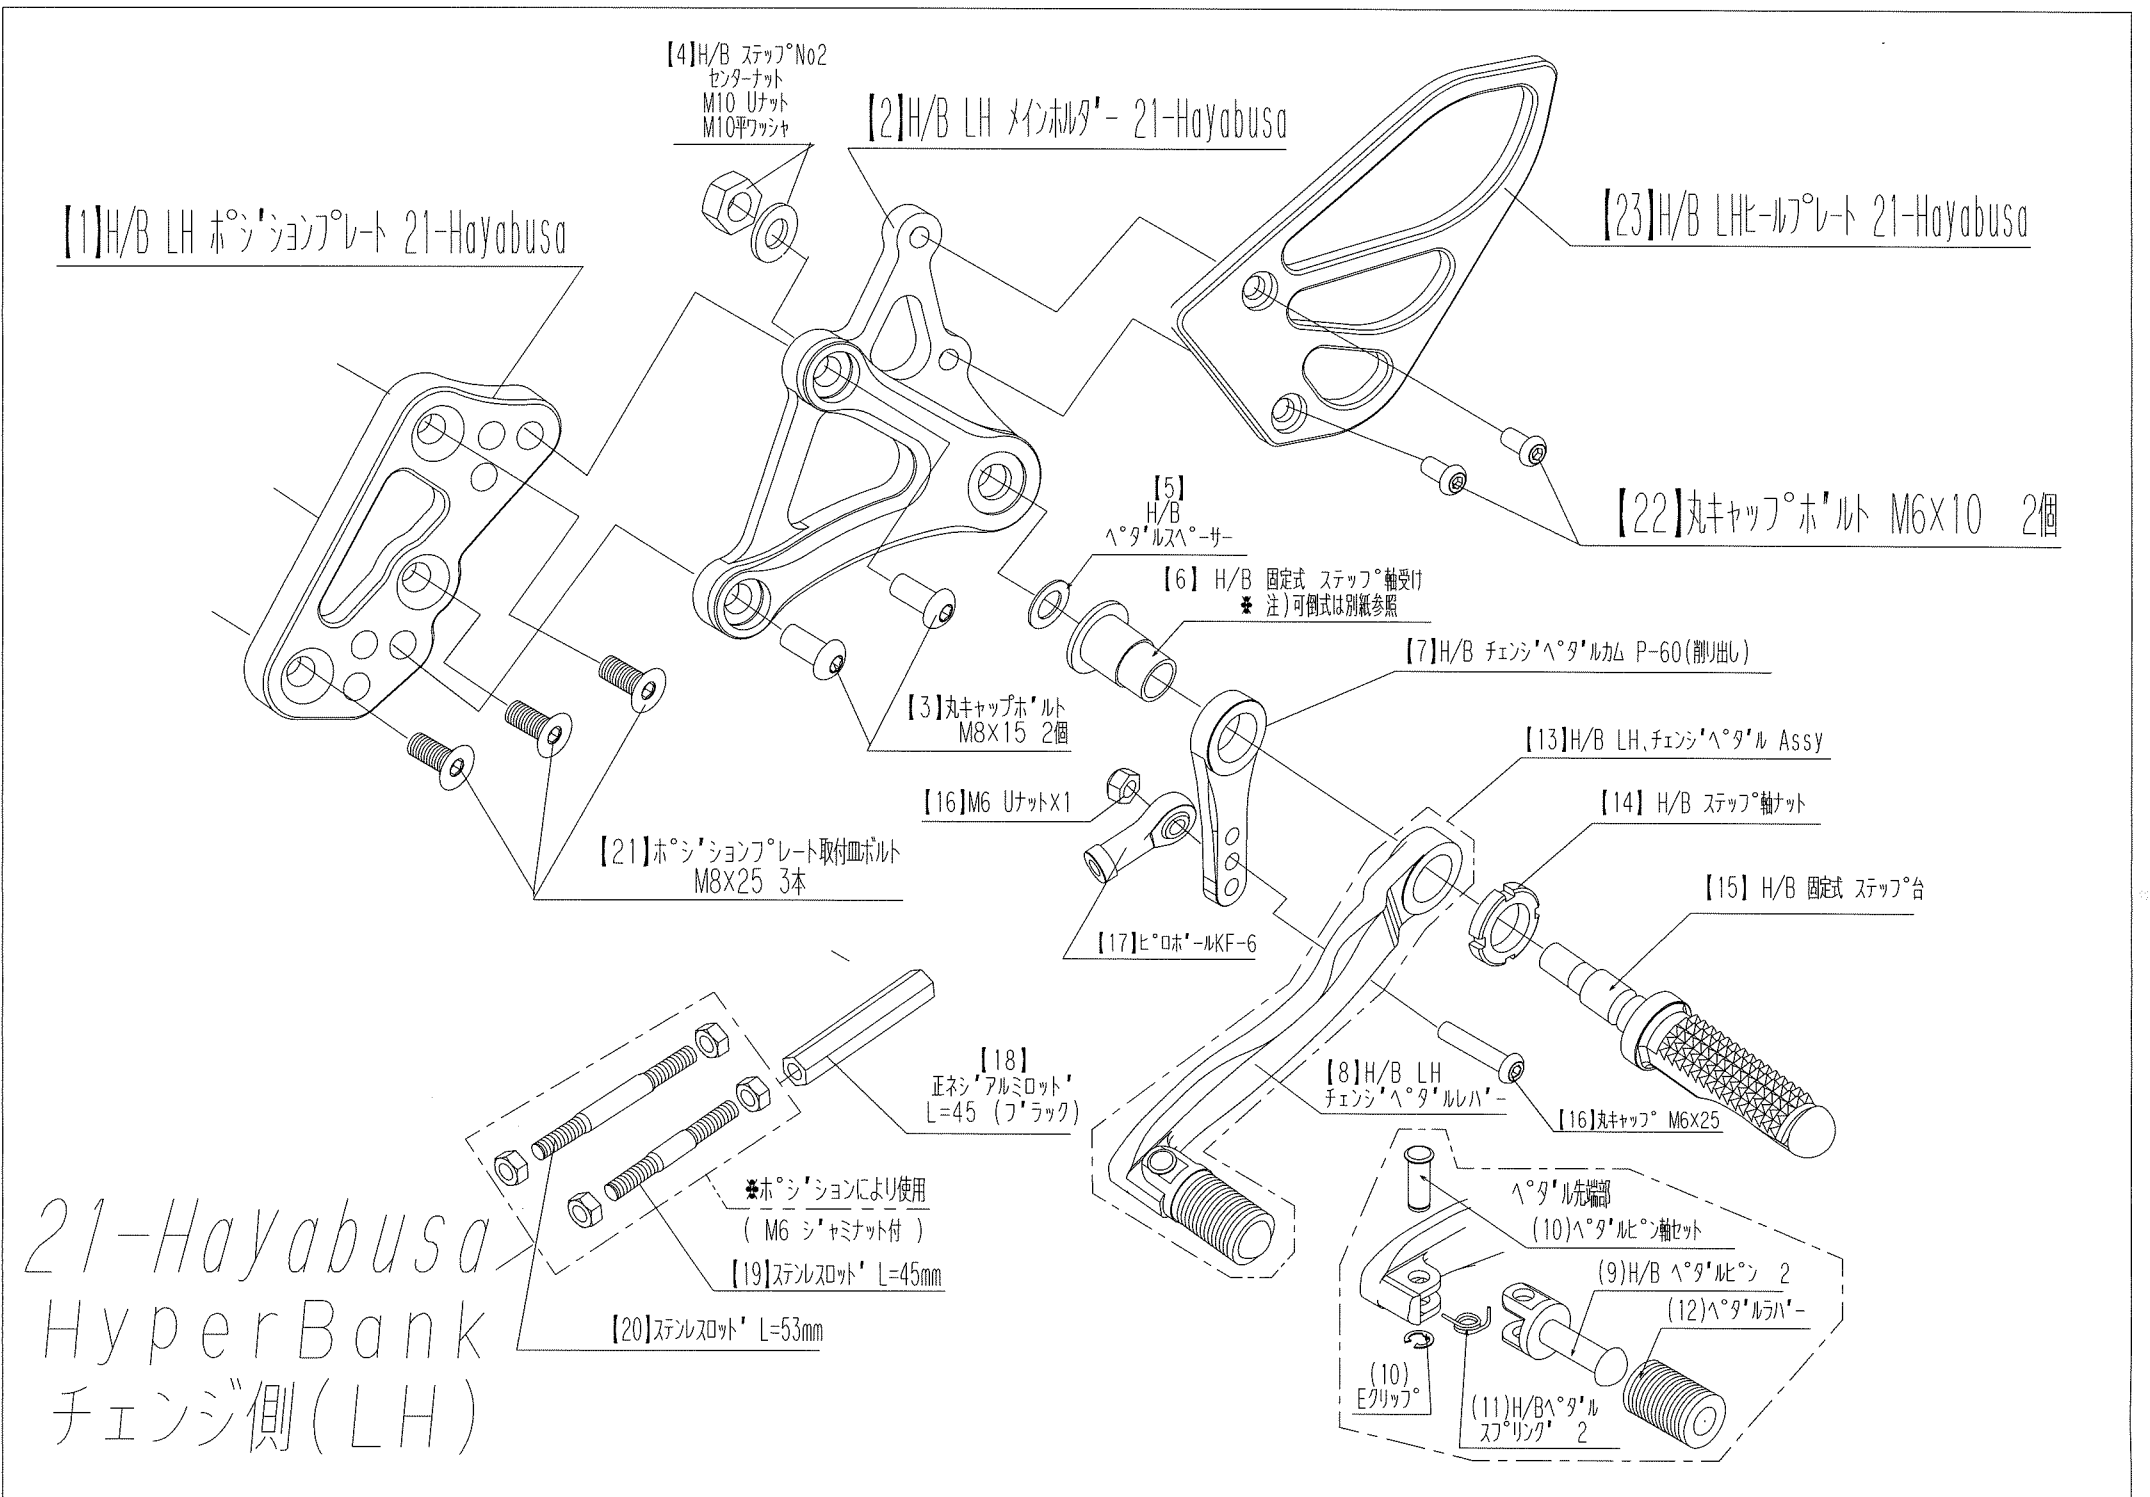 【4】H/B ステップNo2
センターナット
M10 Uナット
M10平ワッシャ
【2】H/B LH メインホルダー 21-Hayabusa
【1】H/B LH ポジションプレート 21-Hayabusa
【23】H/B LHヒールプレート 21-Hayabusa
【5】
H/B
ペダルスペーサー
【22】丸キャップボルト M6×10 2個
【6】 H/B 固定式 ステップ軸受け
※ 注)可倒式は別紙参照
【7】H/B チェンジペダルカム P-60(削り出し)
【3】丸キャップボルト
M8×15 2個
【13】H/B LH、チェンジペダル Assy
【16】M6 Uナット×1
【14】 H/B ステップ軸ナット
【21】ポジションプレート取付皿ボルト
M8×25 3本
【15】 H/B 固定式 ステップ台
【17】ピロボールKF-6
【18】
正ネジアルミロッド
L=45 (ブラック)
【8】H/B LH
チェンジペダルレバー
【16】丸キャップ M6×25
※ポジションにより使用
( M6 ジャミナット付 )
【19】ステンレスロッド L=45mm
【20】ステンレスロッド L=53mm
ペダル先端部
(10)ペダルピン軸セット
(9)H/B ペダルピン 2
(12)ペダルラバー
(10)
Eクリップ
(11)H/Bペダル
スプリング 2
21-Hayabusa
HyperBank
チェンジ側(LH)